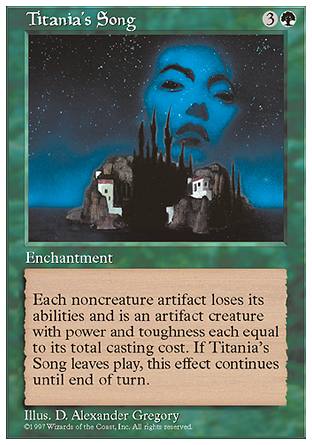 Titania's Song 3
Enchantment
Each noncreature artifact loses its
abilities and is an artifact creature
with power and toughness each equal
to its total casting cost. If Titania's
Song leaves play, this effect continues
until end of turn.
Illus. D. Alexander Gregory
©1997 Wizards of the Coast, Inc. All rights reserved.